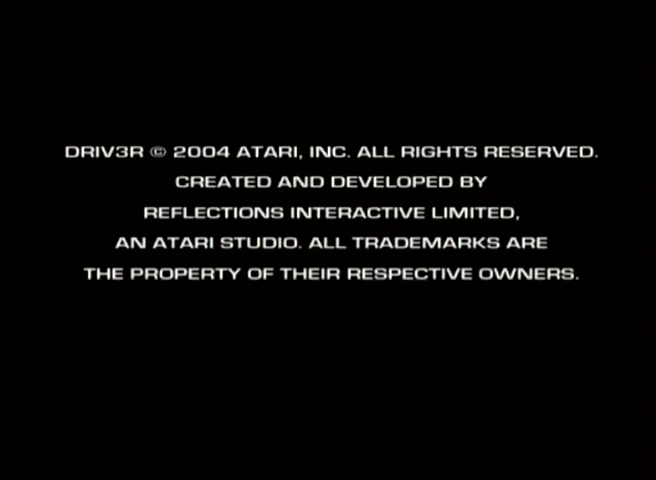 DRIV3R © 2004 ATARI, INC. ALL RIGHTS RESERVED.
CREATED AND DEVELOPED BY
REFLECTIONS INTERACTIVE LIMITED,
AN ATARI STUDIO. ALL TRADEMARKS ARE
THE PROPERTY OF THEIR RESPECTIVE OWNERS.